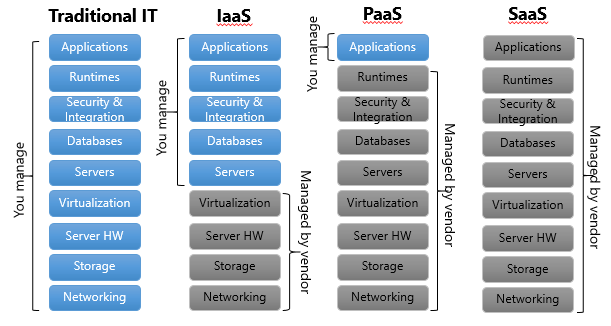 Traditional IT
You manage
Applications
Runtimes
Security &
Integration
Databases
Servers
Virtualization
Server HW
Storage
Networking
IaaS
You manage
Applications
Runtimes
Security &
Integration
Databases
Servers
Virtualization
Server HW
Storage
Networking
Managed by vendor
PaaS
You manage
Applications
Runtimes
Security &
Integration
Databases
Servers
Virtualization
Server HW
Storage
Networking
Managed by vendor
SaaS
Applications
Runtimes
Security &
Integration
Databases
Servers
Virtualization
Server HW
Storage
Networking
Managed by vendor